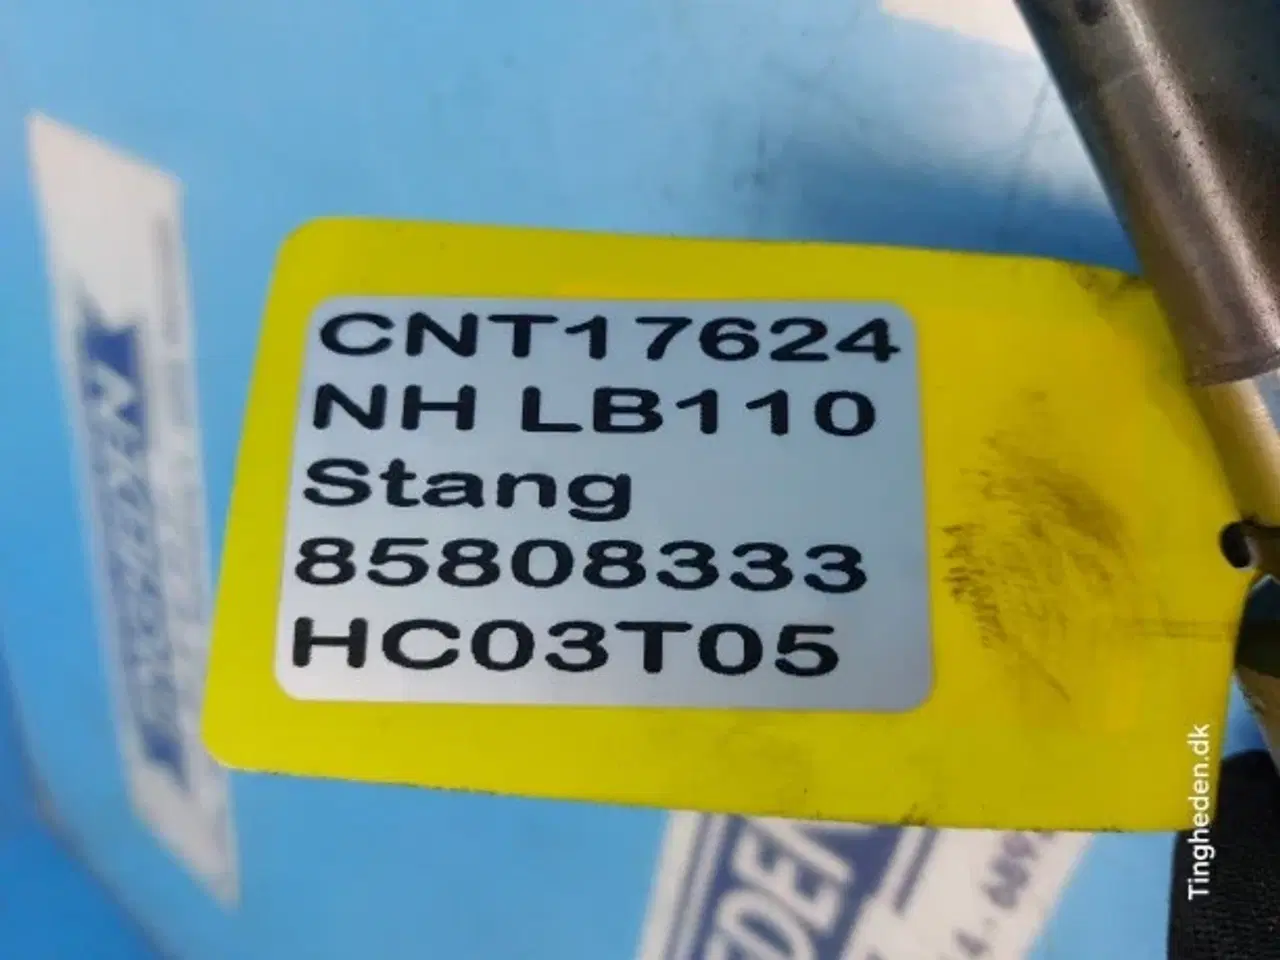 CNT17624
NH LB110
Stang
85808333
HC03T05
Tingheden.dk